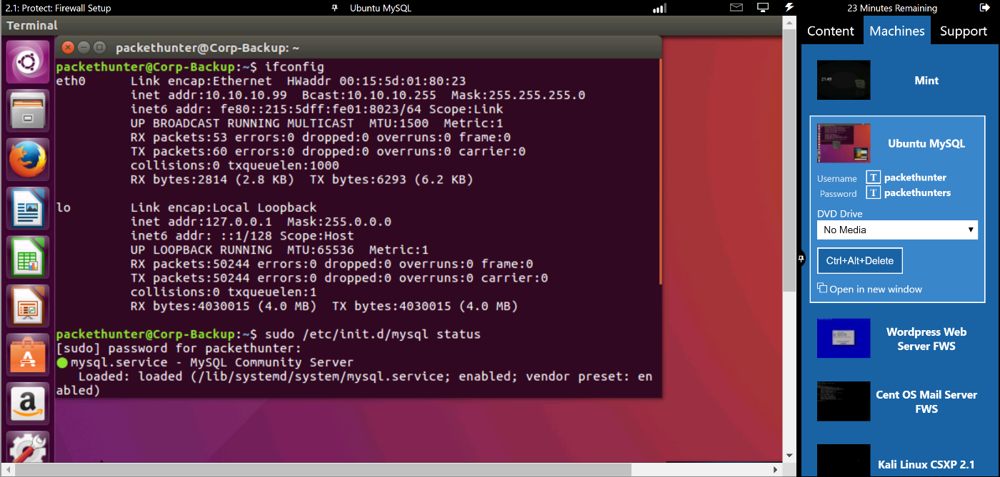 2.1: Protect: Firewall Setup
Ubuntu MySQL
23 Minutes Remaining
Terminal
Content
Machines
Support
packethunter@Corp-Backup: ~
packethunter@Corp-Backup:~$ ifconfig
eth0 Link encap:Ethernet HWaddr 00:15:5d:01:80:23
inet addr:10.10.10.99 Bcast:10.10.10.255 Mask:255.255.255.0
inet6 addr: fe80::215:5dff:fe01:8023/64 Scope:Link
UP BROADCAST RUNNING MULTICAST MTU:1500 Metric:1
RX packets:53 errors:0 dropped:0 overruns:0 frame:0
TX packets:60 errors:0 dropped:0 overruns:0 carrier:0
collisions:0 txqueuelen:1000
RX bytes:2814 (2.8 KB) TX bytes:6293 (6.2 KB)
lo Link encap:Local Loopback
inet addr:127.0.0.1 Mask:255.0.0.0
inet6 addr: ::1/128 Scope:Host
UP LOOPBACK RUNNING MTU:65536 Metric:1
RX packets:50244 errors:0 dropped:0 overruns:0 frame:0
TX packets:50244 errors:0 dropped:0 overruns:0 carrier:0
collisions:0 txqueuelen:1
RX bytes:4030015 (4.0 MB) TX bytes:4030015 (4.0 MB)
packethunter@Corp-Backup:~$ sudo /etc/init.d/mysql status
[sudo] password for packethunter:
mysql.service - MySQL Community Server
Loaded: loaded (/lib/systemd/system/mysql.service; enabled; vendor preset: en
abled)
21:49
Mint
Ubuntu MySQL
Username T packethunter
Password T packethunters
DVD Drive
No Media
Ctrl+Alt+Delete
Open in new window
Wordpress Web
Server FWS
Cent OS Mail Server
FWS
Kali Linux CSXP 2.1